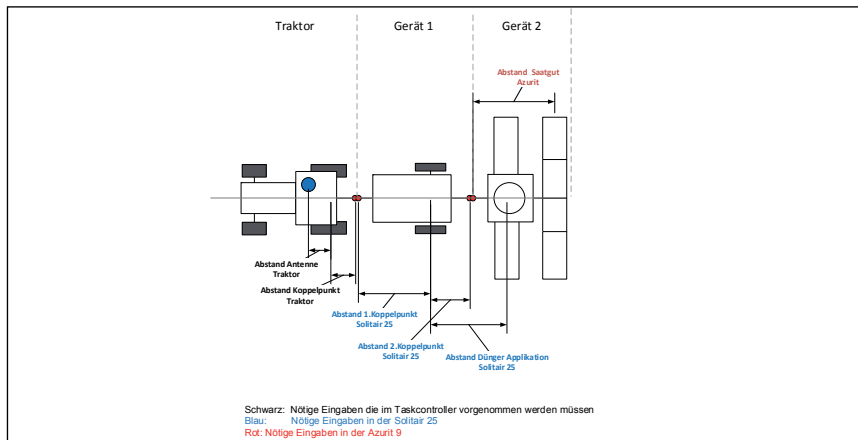 Traktor Gerät 1 Gerät 2
Abstand Saatgut
Azurit
Abstand Antenne
Traktor
Abstand Koppelpunkt
Traktor
Abstand 1.Koppelpunkt
Solitair 25
Abstand 2.Koppelpunkt
Solitair 25
Abstand Dünger Applikation
Solitair 25
Schwarz: Nötige Eingaben die im Taskcontroller vorgenommen werden müssen
Blau: Nötige Eingaben in der Solitair 25
Rot: Nötige Eingaben in der Azurit 9